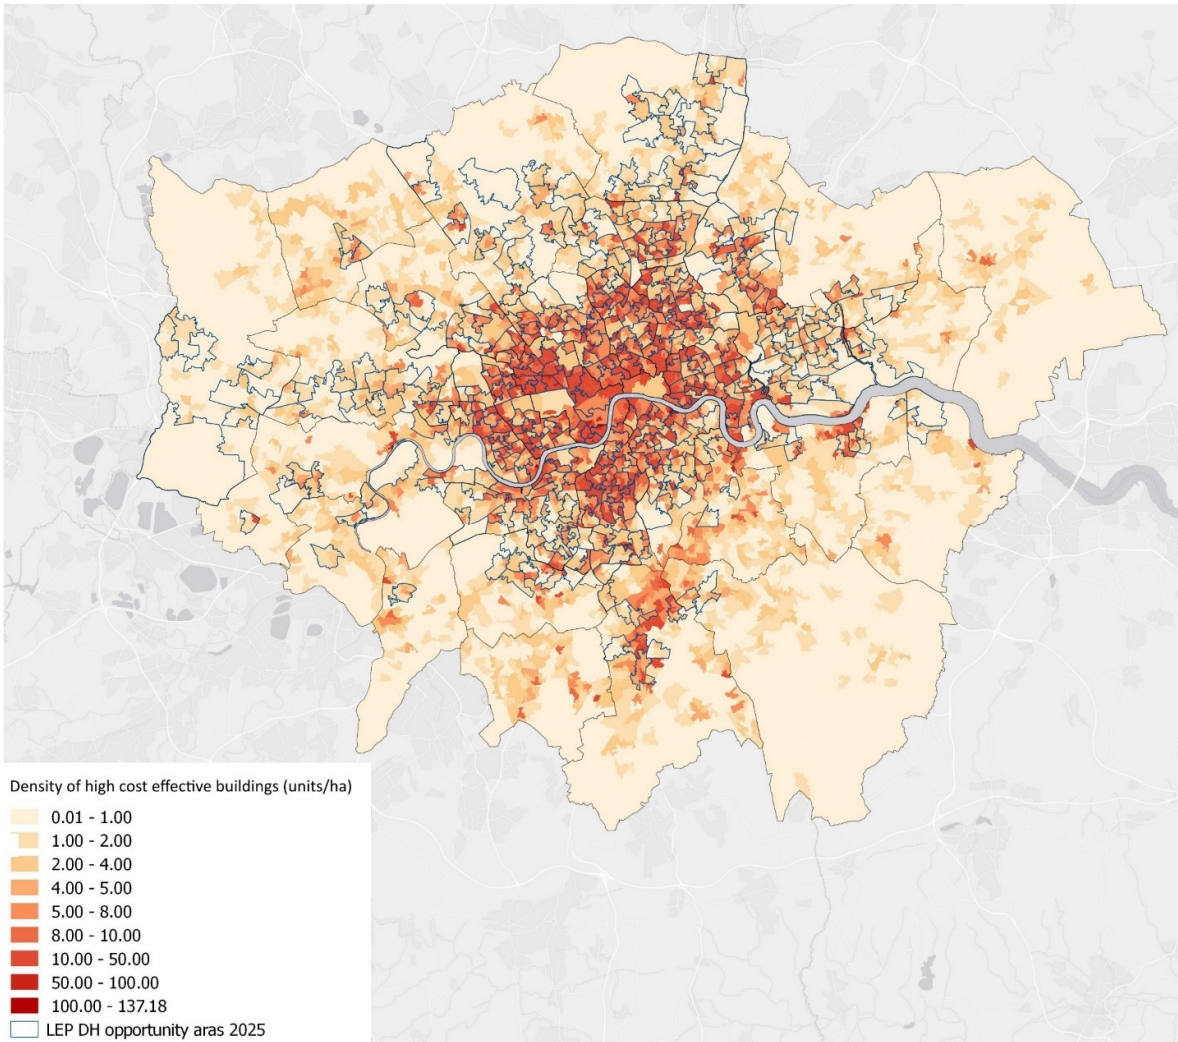 Density of high cost effective buildings (units/ha)
0.01 - 1.00
1.00 - 2.00
2.00 - 4.00
4.00 - 5.00
5.00 - 8.00
8.00 - 10.00
10.00 - 50.00
50.00 - 100.00
100.00 - 137.18
LEP DH opportunity aras 2025